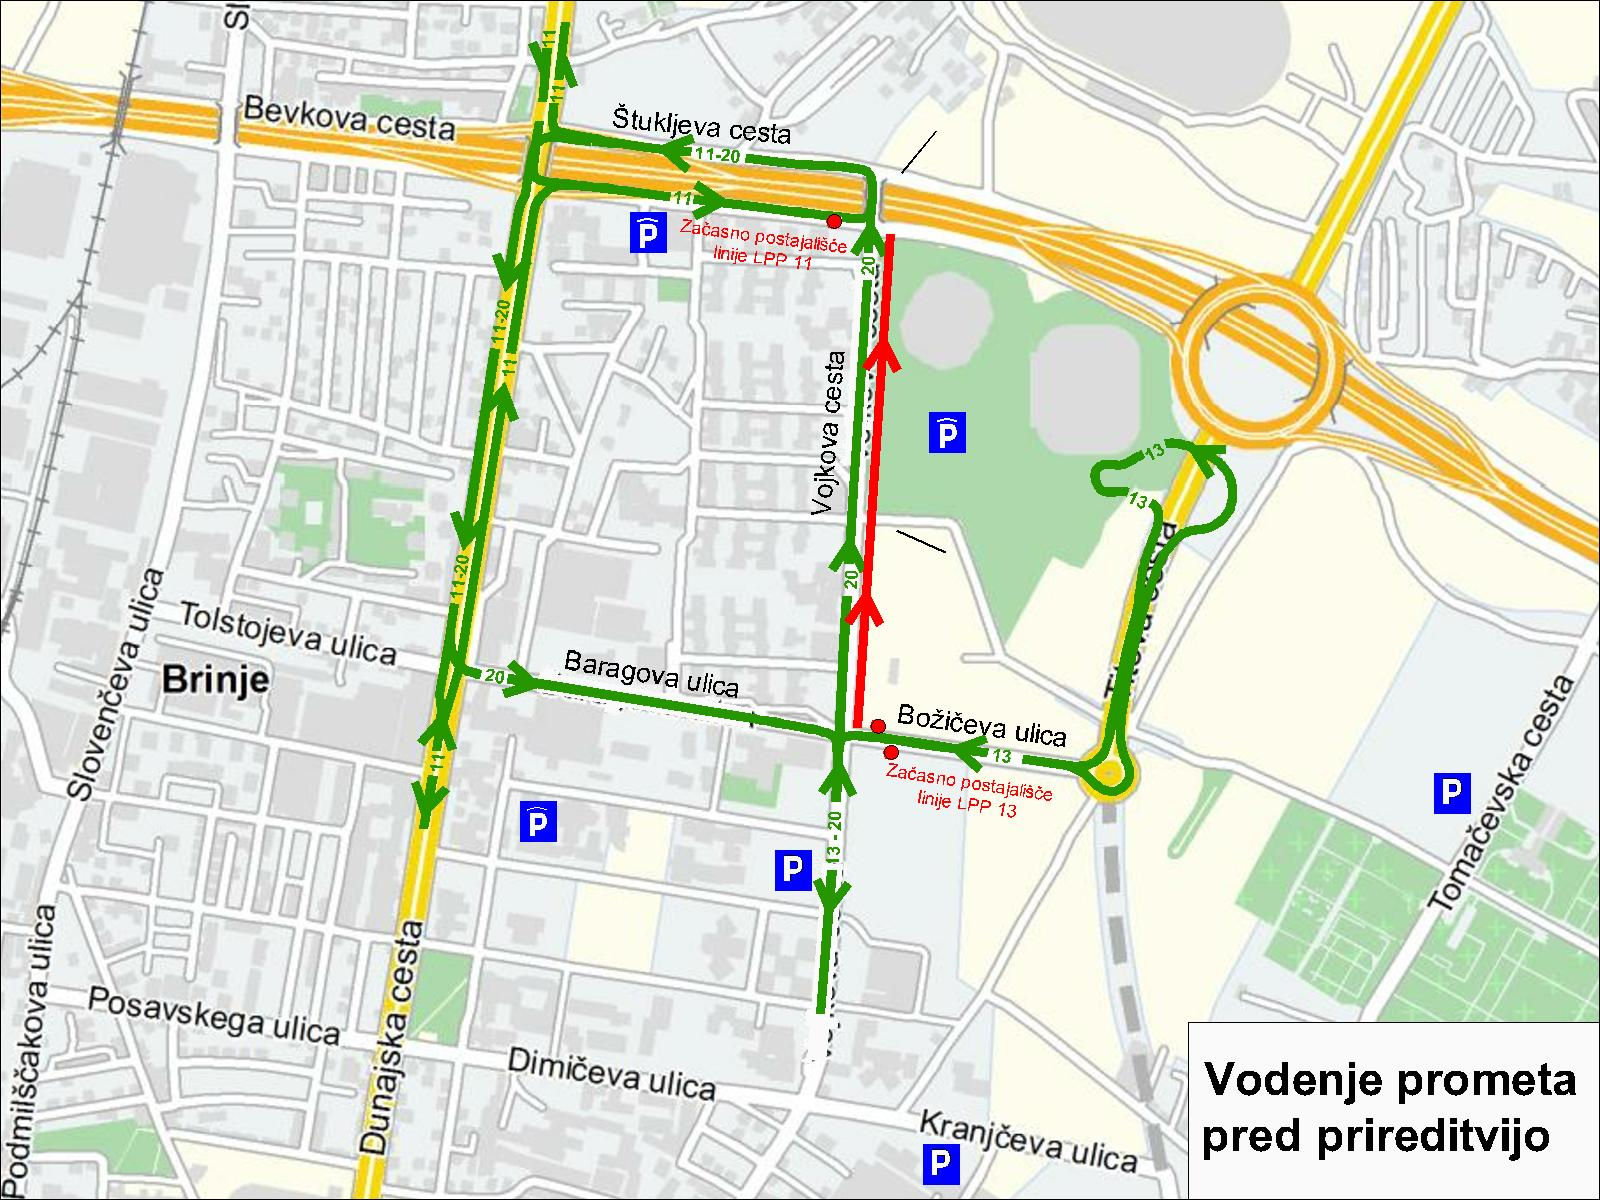 11
11
Bevkova cesta
Štukljeva cesta
11-20
11
Začasno postajališče
linije LPP 11
P
20
11-20
11
Vojkova cesta
P
13
13
11-20
20
Titova cesta
Tolstojeva ulica
Slovenčeva ulica
Brinje
20
Baragova ulica
Božičeva ulica
13
11
Začasno postajališče
linije LPP 13
Tomačevska cesta
P
P
13 - 20
P
Podmilščakova ulica
Dunajska cesta
Posavskega ulica
Dimičeva ulica
Kranjčeva ulica
P
Vodenje prometa
pred prireditvijo